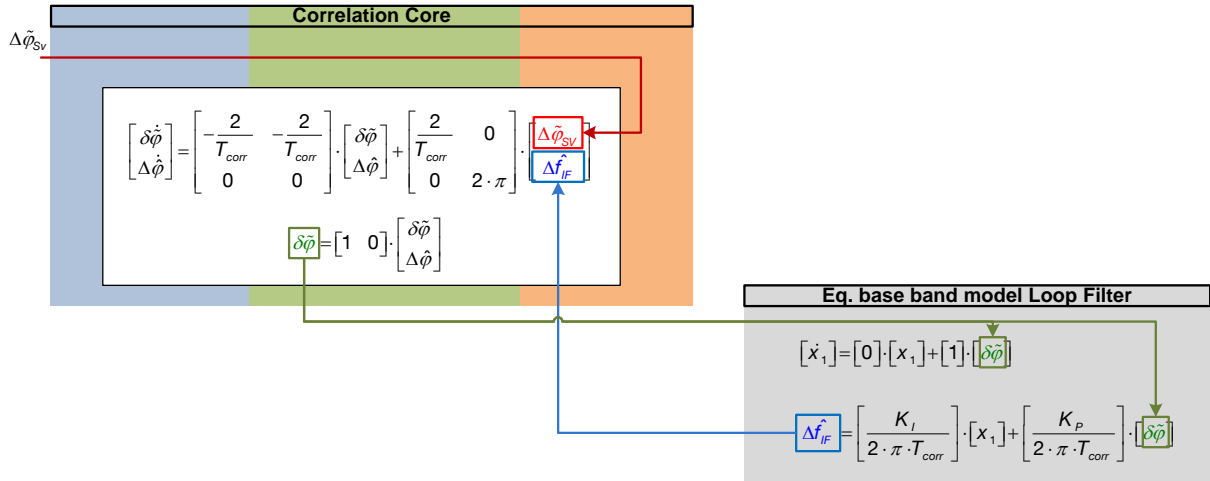 Correlation Core
Δφ̃_Sv
[δφ̃̇ ; Δφ̂̇] = [−2/T_corr −2/T_corr ; 0 0] · [δφ̃ ; Δφ̂] + [2/T_corr 0 ; 0 2·π] · [Δφ̃_SV ; Δf̂_IF]
δφ̃ = [1 0] · [δφ̃ ; Δφ̂]
Eq. base band model Loop Filter
[ẋ_1] = [0]·[x_1] + [1]·[δφ̃]
Δf̂_IF = [K_I/(2·π·T_corr)]·[x_1] + [K_P/(2·π·T_corr)]·[δφ̃]